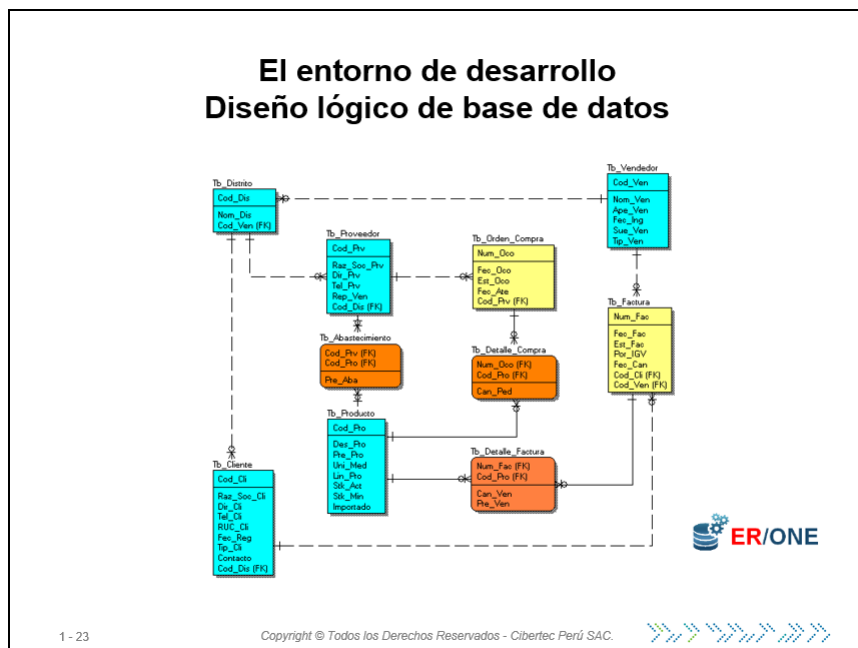 El entorno de desarrollo
Diseño lógico de base de datos
Tb_Distrito
Cod_Dis
Nom_Dis
Cod_Ven (FK)
Tb_Vendedor
Cod_Ven
Nom_Ven
Ape_Ven
Fec_Ing
Sue_Ven
Tip_Ven
Tb_Proveedor
Cod_Prv
Raz_Soc_Prv
Dir_Prv
Tel_Prv
Rep_Ven
Cod_Dis (FK)
Tb_Orden_Compra
Num_Oco
Fec_Oco
Est_Oco
Fec_Ate
Cod_Prv (FK)
Tb_Factura
Num_Fac
Fec_Fac
Est_Fac
Por_IGV
Fec_Can
Cod_Cli (FK)
Cod_Ven (FK)
Tb_Abastecimiento
Cod_Prv (FK)
Cod_Pro (FK)
Pre_Aba
Tb_Detalle_Compra
Num_Oco (FK)
Cod_Pro (FK)
Can_Ped
Tb_Producto
Cod_Pro
Des_Pro
Pre_Pro
Uni_Med
Lin_Pro
Stk_Act
Stk_Min
Importado
Tb_Detalle_Factura
Num_Fac (FK)
Cod_Pro (FK)
Can_Ven
Pre_Ven
Tb_Cliente
Cod_Cli
Raz_Soc_Cli
Dir_Cli
Tel_Cli
RUC_Cli
Fec_Reg
Tip_Cli
Contacto
Cod_Dis (FK)
ER/ONE
1 - 23
Copyright © Todos los Derechos Reservados - Cibertec Perú SAC.